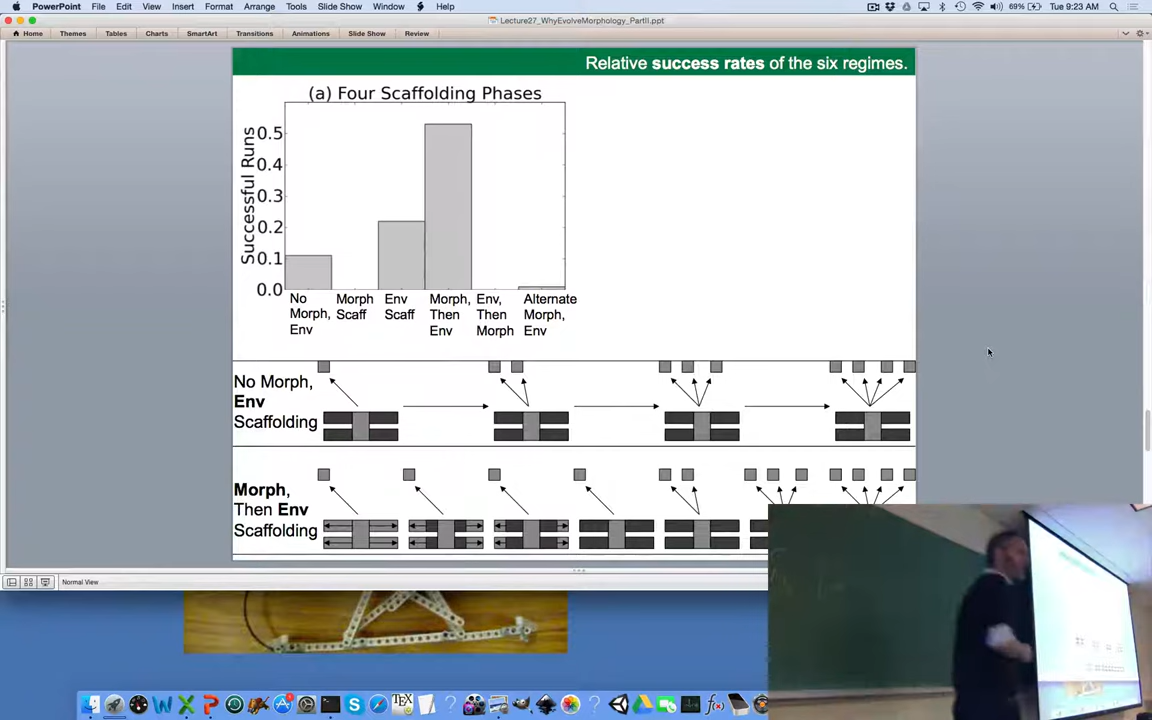 PowerPoint File Edit View Insert Format Arrange Tools Slide Show Window Help 69% Tue 9:23 AM
Lecture27_WhyEvolveMorphology_PartII.ppt
Home Themes Tables Charts SmartArt Transitions Animations Slide Show Review
Relative success rates of the six regimes.
(a) Four Scaffolding Phases
Successful Runs
0.5
0.4
0.3
0.2
0.1
0.0
No Morph, Env
Morph Scaff
Env Scaff
Morph, Then Env
Env, Then Morph
Alternate Morph, Env
No Morph,
Env
Scaffolding
Morph,
Then Env
Scaffolding
Normal View